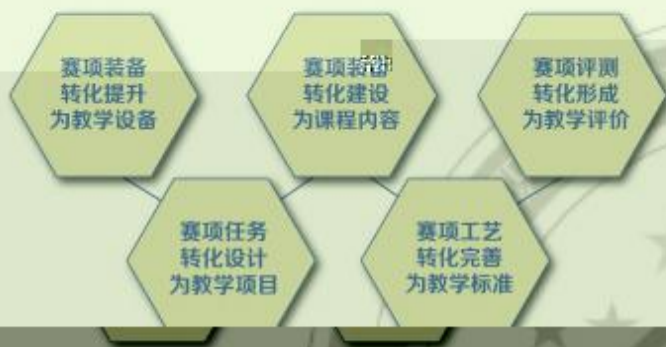 赛项装备
转化提升
为教学设备
赛项
转化建设
为课程内容
赛项评测
转化形成
为教学评价
赛项任务
转化设计
为教学项目
赛项工艺
转化完善
为教学标准